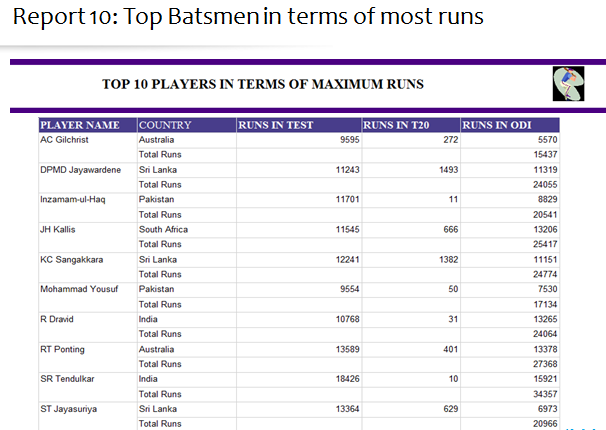 Report 10: Top Batsmen in terms of most runs
TOP 10 PLAYERS IN TERMS OF MAXIMUM RUNS
PLAYER NAME COUNTRY RUNS IN TEST RUNS IN T20 RUNS IN ODI
AC Gilchrist Australia 9595 272 5570
Total Runs 15437
DPMD Jayawardene Sri Lanka 11243 1493 11319
Total Runs 24055
Inzamam-ul-Haq Pakistan 11701 11 8829
Total Runs 20541
JH Kallis South Africa 11545 666 13206
Total Runs 25417
KC Sangakkara Sri Lanka 12241 1382 11151
Total Runs 24774
Mohammad Yousuf Pakistan 9554 50 7530
Total Runs 17134
R Dravid India 10768 31 13265
Total Runs 24064
RT Ponting Australia 13589 401 13378
Total Runs 27368
SR Tendulkar India 18426 10 15921
Total Runs 34357
ST Jayasuriya Sri Lanka 13364 629 6973
Total Runs 20966